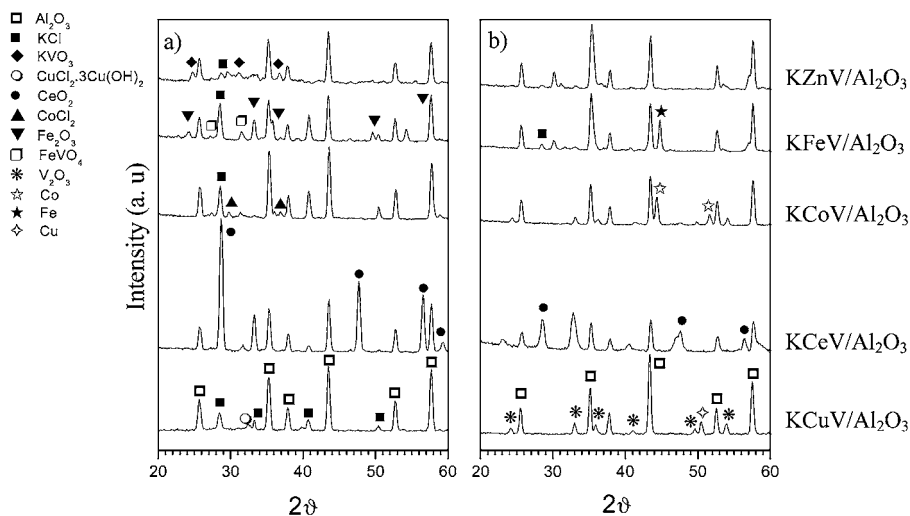 Al₂O₃
KCl
KVO₃
CuCl₂.3Cu(OH)₂
CeO₂
CoCl₂
Fe₂O₃
FeVO₄
V₂O₃
Co
Fe
Cu
Intensity (a. u)
a)
b)
KZnV/Al₂O₃
KFeV/Al₂O₃
KCoV/Al₂O₃
KCeV/Al₂O₃
KCuV/Al₂O₃
20 30 40 50 60
20 30 40 50 60
2ϑ
2ϑ